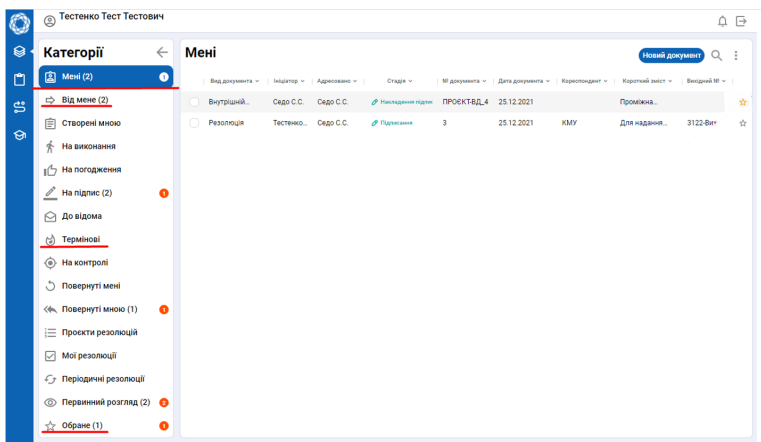 Тестенко Тест Тестович
Категорії
Мені (2) 1
Від мене (2)
Створені мною
На виконання
На погодження
На підпис (2) 1
До відома
Термінові
На контролі
Повернуті мені
Повернуті мною (1) 1
Проєкти резолюцій
Мої резолюції
Періодичні резолюції
Первинний розгляд (2) 2
Обране (1) 1
Мені
Новий документ
Вид документа Ініціатор Адресовано Стадія № документа Дата документа Кореспондент Короткий зміст Вихідний №
Внутрішній... Седо С.С. Седо С.С. Накладення підпис ПРОЄКТ-ВД_4 25.12.2021 Проміжна...
Резолюція Тестенко... Седо С.С. Підписання 3 25.12.2021 КМУ Для надання... 3122-Вит